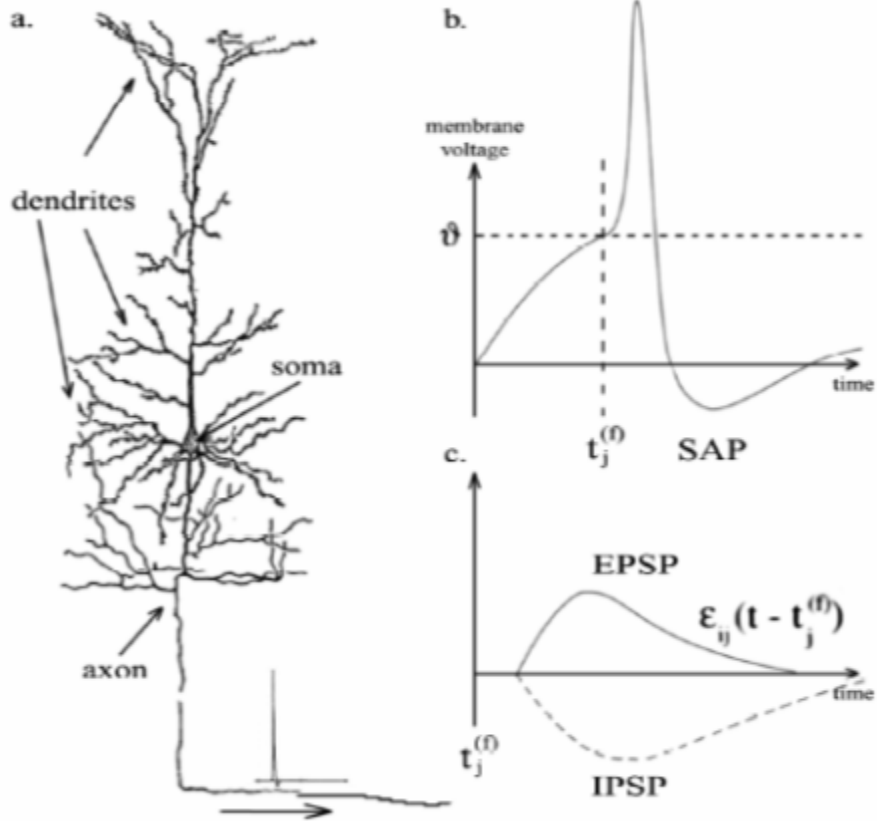 a.
dendrites
soma
axon
b.
membrane
voltage
ϑ
time
t_j^(f)
SAP
c.
EPSP
ε_ij(t - t_j^(f))
time
t_j^(f)
IPSP